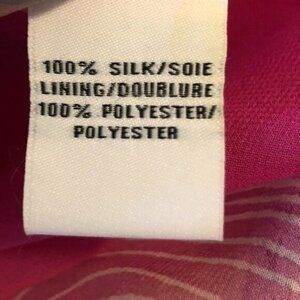 100% SILK/SOIE
LINING/DOUBLURE
100% POLYESTER/
POLYESTER